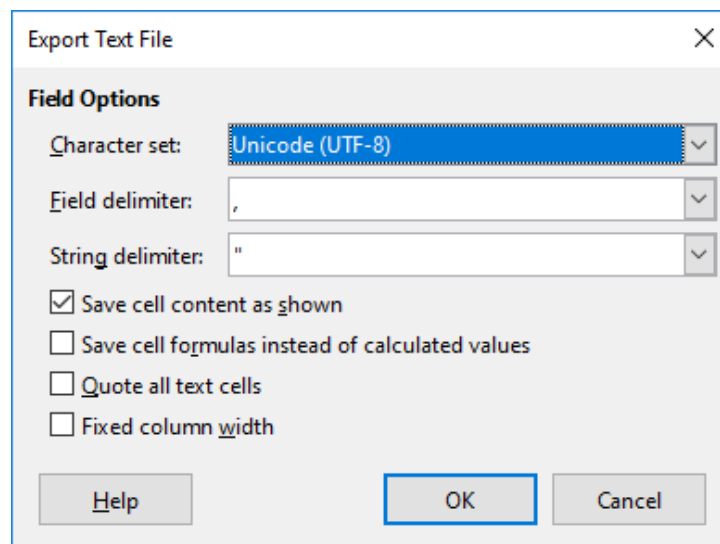 Export Text File
Field Options
Character set: Unicode (UTF-8)
Field delimiter: ,
String delimiter: "
Save cell content as shown
Save cell formulas instead of calculated values
Quote all text cells
Fixed column width
Help OK Cancel